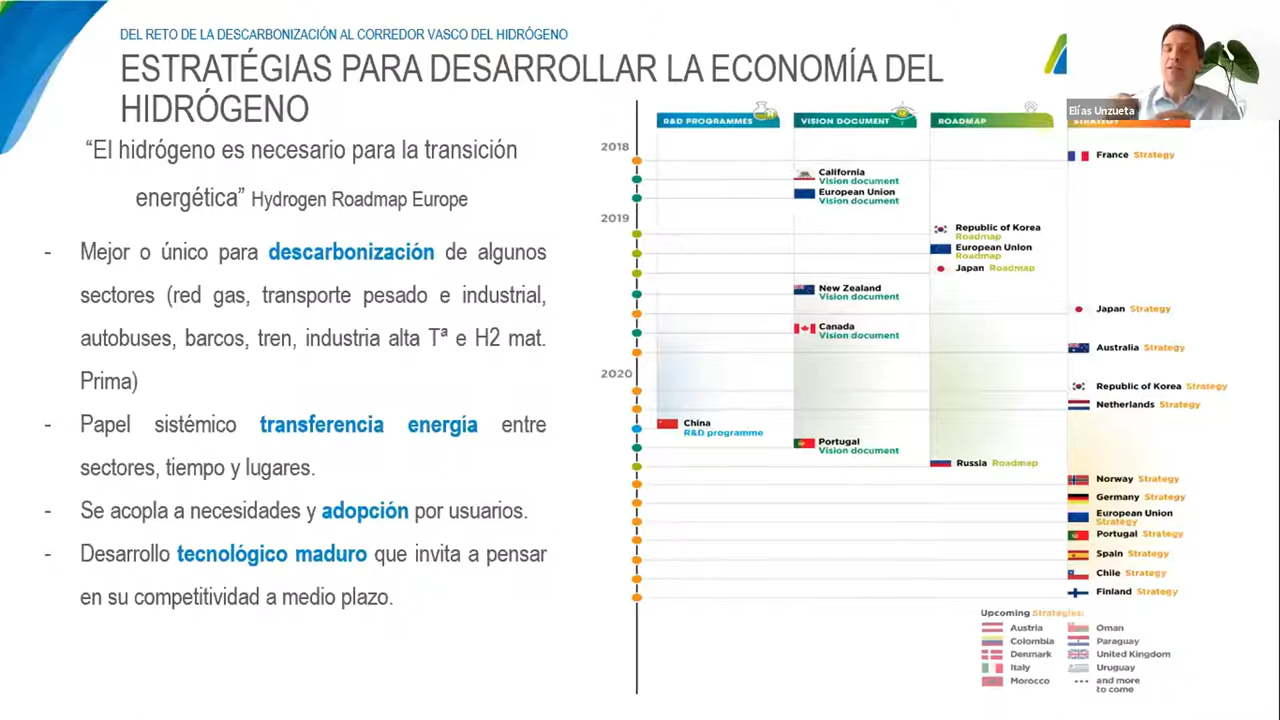 DEL RETO DE LA DESCARBONIZACIÓN AL CORREDOR VASCO DEL HIDRÓGENO
ESTRATÉGIAS PARA DESARROLLAR LA ECONOMÍA DEL
HIDRÓGENO
“El hidrógeno es necesario para la transición
energética” Hydrogen Roadmap Europe
- Mejor o único para descarbonización de algunos
sectores (red gas, transporte pesado e industrial,
autobuses, barcos, tren, industria alta Tª e H2 mat.
Prima)
- Papel sistémico transferencia energía entre
sectores, tiempo y lugares.
- Se acopla a necesidades y adopción por usuarios.
- Desarrollo tecnológico maduro que invita a pensar
en su competitividad a medio plazo.
Elías Unzueta
R&D PROGRAMMES
VISION DOCUMENT
ROADMAP
STRATEGY
2018
France Strategy
California
Vision document
European Union
Vision document
2019
Republic of Korea
Roadmap
European Union
Roadmap
Japan Roadmap
New Zealand
Vision document
Japan Strategy
Canada
Vision document
Australia Strategy
2020
Republic of Korea Strategy
Netherlands Strategy
China
R&D programme
Portugal
Vision document
Russia Roadmap
Norway Strategy
Germany Strategy
European Union
Strategy
Portugal Strategy
Spain Strategy
Chile Strategy
Finland Strategy
Upcoming Strategies:
Austria
Colombia
Denmark
Italy
Morocco
Oman
Paraguay
United Kingdom
Uruguay
••• and more
to come